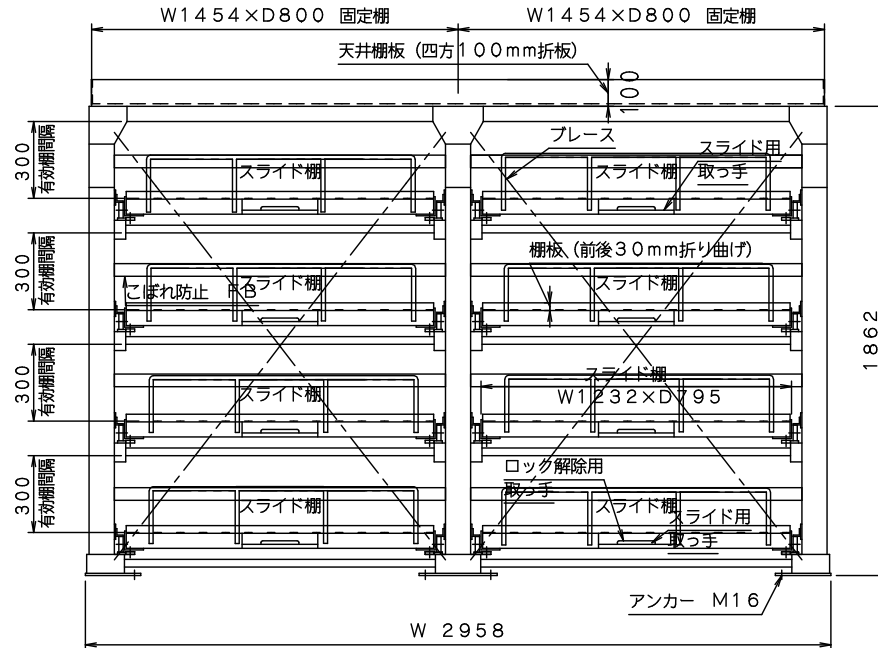 W1454×D800 固定棚
W1454×D800 固定棚
天井棚板（四方100mm折板）
100
ブレース
スライド用
取っ手
300
有効棚間隔
スライド棚
スライド棚
棚板（前後30mm折り曲げ）
300
有効棚間隔
スライド棚
スライド棚
こぼれ防止 FB
1862
300
有効棚間隔
スライド棚
スライド棚
W1232×D795
ロック解除用
取っ手
300
有効棚間隔
スライド棚
スライド棚
スライド用
取っ手
アンカー M16
W 2958